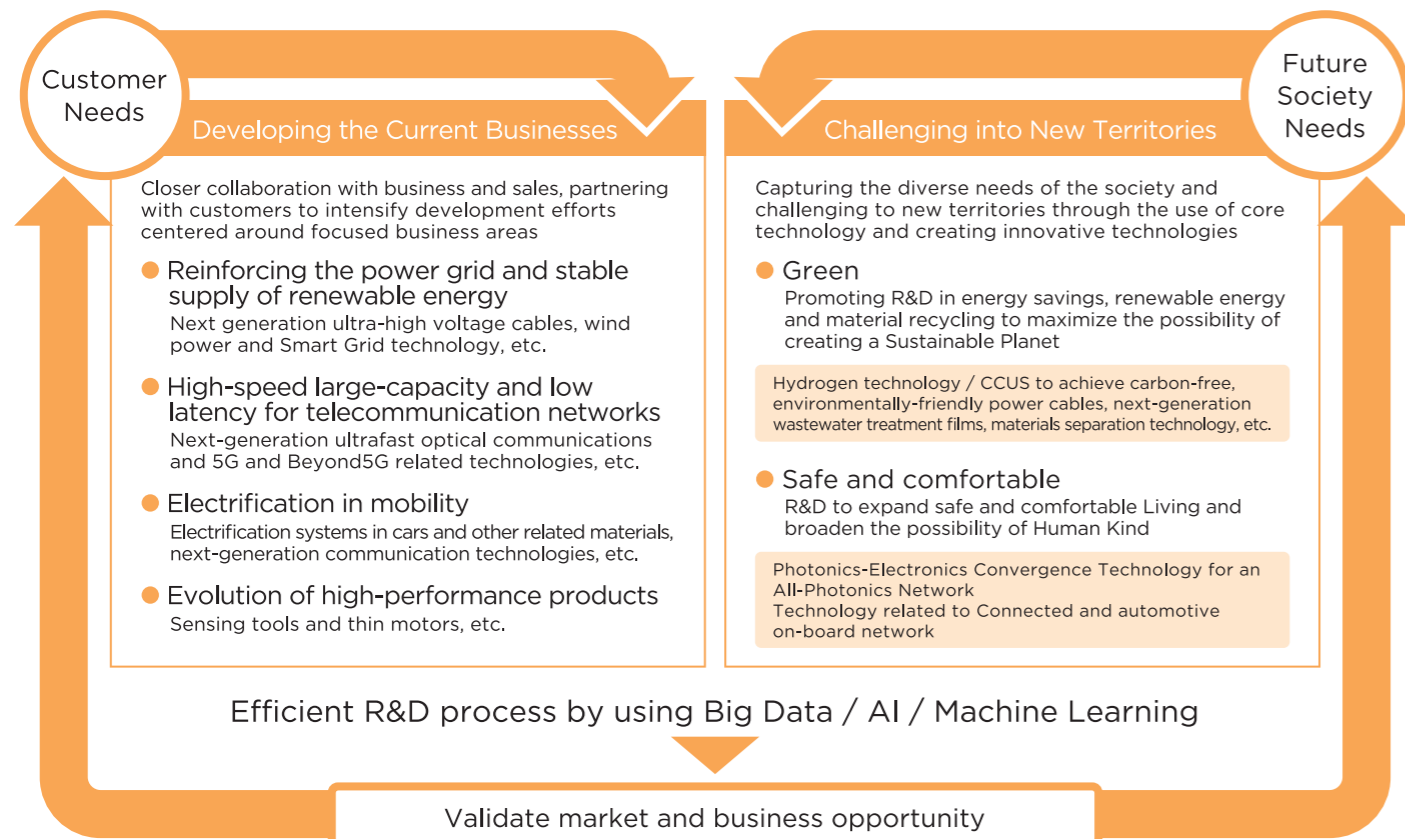 Customer
Needs
Future
Society
Needs
Developing the Current Businesses
Closer collaboration with business and sales, partnering
with customers to intensify development efforts
centered around focused business areas
● Reinforcing the power grid and stable
supply of renewable energy
Next generation ultra-high voltage cables, wind
power and Smart Grid technology, etc.
● High-speed large-capacity and low
latency for telecommunication networks
Next-generation ultrafast optical communications
and 5G and Beyond5G related technologies, etc.
● Electrification in mobility
Electrification systems in cars and other related materials,
next-generation communication technologies, etc.
● Evolution of high-performance products
Sensing tools and thin motors, etc.
Challenging into New Territories
Capturing the diverse needs of the society and
challenging to new territories through the use of core
technology and creating innovative technologies
● Green
Promoting R&D in energy savings, renewable energy
and material recycling to maximize the possibility of
creating a Sustainable Planet
Hydrogen technology / CCUS to achieve carbon-free,
environmentally-friendly power cables, next-generation
wastewater treatment films, materials separation technology, etc.
● Safe and comfortable
R&D to expand safe and comfortable Living and
broaden the possibility of Human Kind
Photonics-Electronics Convergence Technology for an
All-Photonics Network
Technology related to Connected and automotive
on-board network
Efficient R&D process by using Big Data / AI / Machine Learning
Validate market and business opportunity